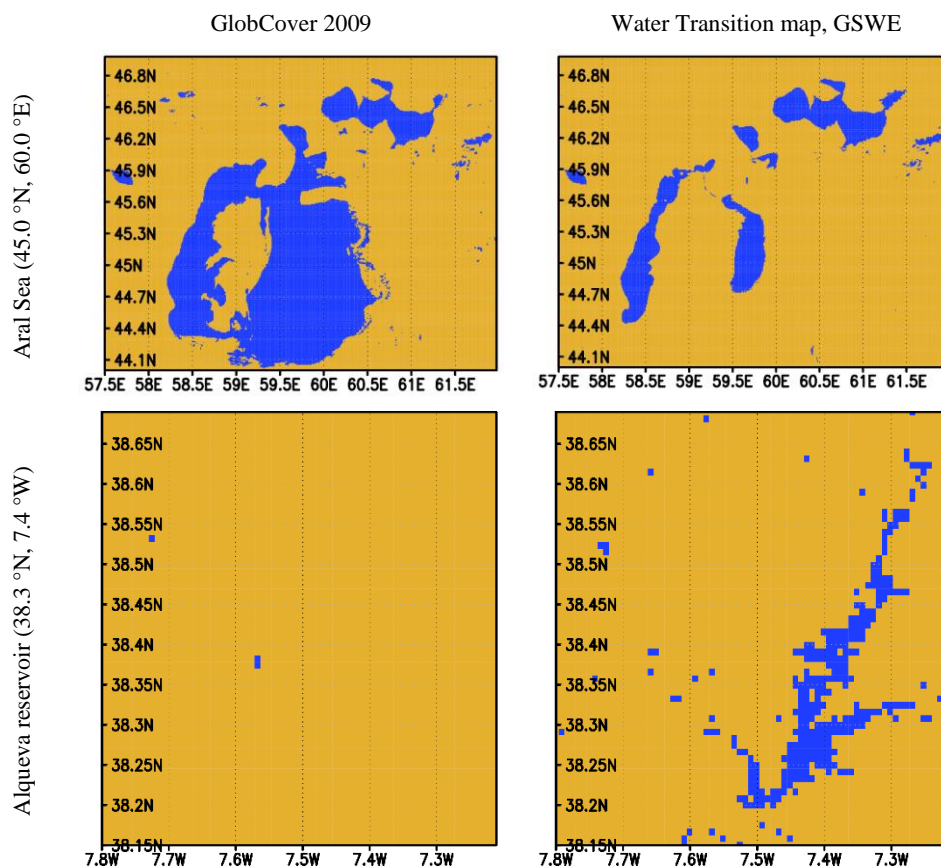 GlobCover 2009
Water Transition map, GSWE
Aral Sea (45.0 °N, 60.0 °E)
46.8N
46.5N
46.2N
45.9N
45.6N
45.3N
45N
44.7N
44.4N
44.1N
57.5E 58E 58.5E 59E 59.5E 60E 60.5E 61E 61.5E
46.8N
46.5N
46.2N
45.9N
45.6N
45.3N
45N
44.7N
44.4N
44.1N
57.5E 58E 58.5E 59E 59.5E 60E 60.5E 61E 61.5E
Alqueva reservoir (38.3 °N, 7.4 °W)
38.65N
38.6N
38.55N
38.5N
38.45N
38.4N
38.35N
38.3N
38.25N
38.2N
38.15N
7.8W 7.7W 7.6W 7.5W 7.4W 7.3W
38.65N
38.6N
38.55N
38.5N
38.45N
38.4N
38.35N
38.3N
38.25N
38.2N
38.15N
7.8W 7.7W 7.6W 7.5W 7.4W 7.3W